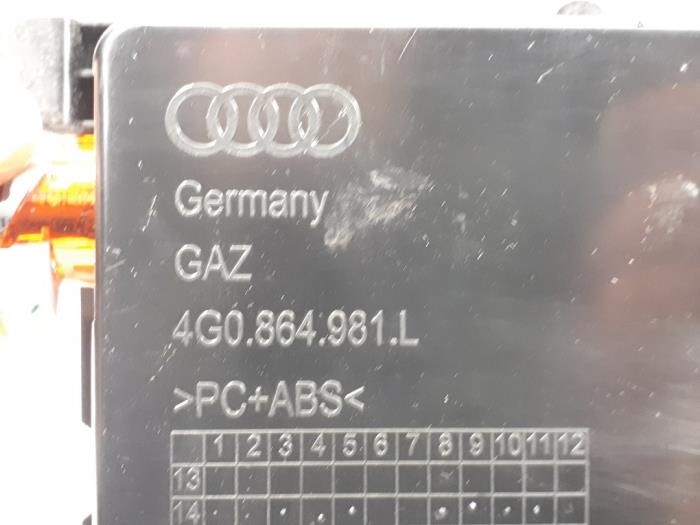 Germany
GAZ
4G0.864.981.L
>PC+ABS<
1 2 3 4 5 6 7 8 9 10 11 12
13
14